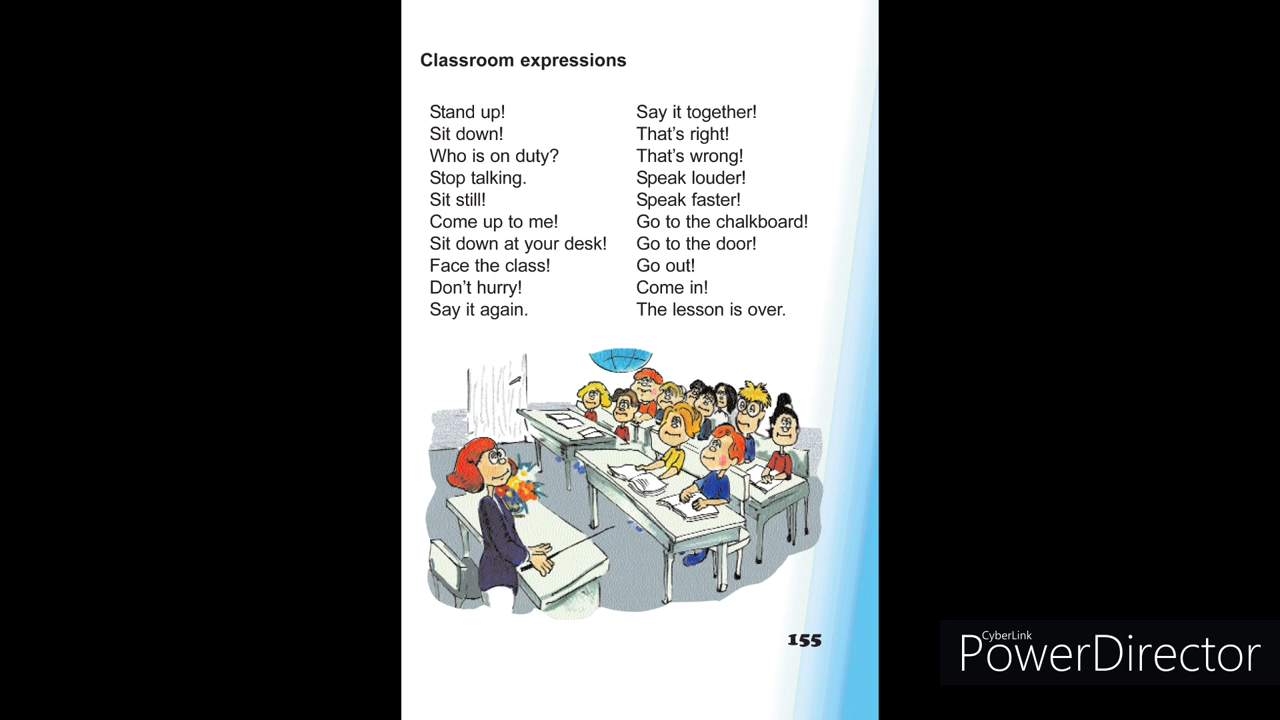 Classroom expressions
Stand up!
Sit down!
Who is on duty?
Stop talking.
Sit still!
Come up to me!
Sit down at your desk!
Face the class!
Don't hurry!
Say it again.
Say it together!
That's right!
That's wrong!
Speak louder!
Speak faster!
Go to the chalkboard!
Go to the door!
Go out!
Come in!
The lesson is over.
155
CyberLink
PowerDirector